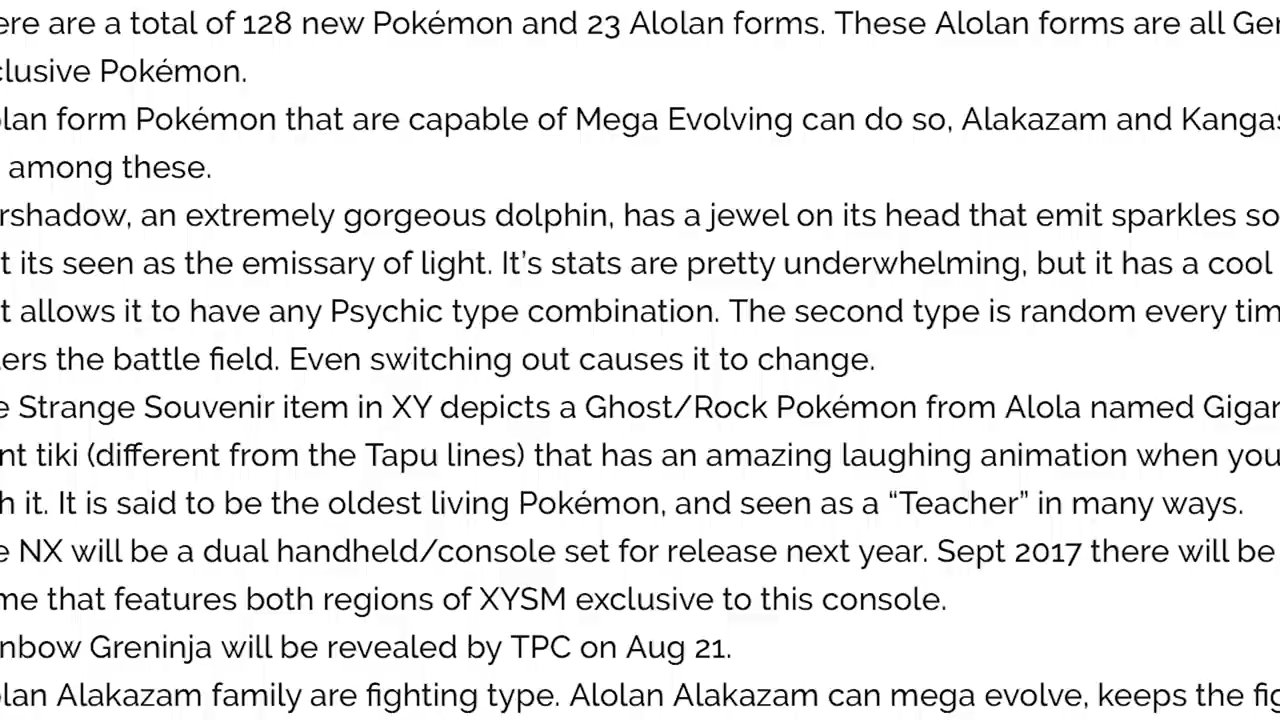 ere are a total of 128 new Pokémon and 23 Alolan forms. These Alolan forms are all Gen
clusive Pokémon.
olan form Pokémon that are capable of Mega Evolving can do so, Alakazam and Kangas
among these.
rshadow, an extremely gorgeous dolphin, has a jewel on its head that emit sparkles so
t its seen as the emissary of light. It’s stats are pretty underwhelming, but it has a cool
t allows it to have any Psychic type combination. The second type is random every tim
ers the battle field. Even switching out causes it to change.
e Strange Souvenir item in XY depicts a Ghost/Rock Pokémon from Alola named Gigan
nt tiki (different from the Tapu lines) that has an amazing laughing animation when you
h it. It is said to be the oldest living Pokémon, and seen as a “Teacher” in many ways.
e NX will be a dual handheld/console set for release next year. Sept 2017 there will be
me that features both regions of XYSM exclusive to this console.
nbow Greninja will be revealed by TPC on Aug 21.
olan Alakazam family are fighting type. Alolan Alakazam can mega evolve, keeps the fig